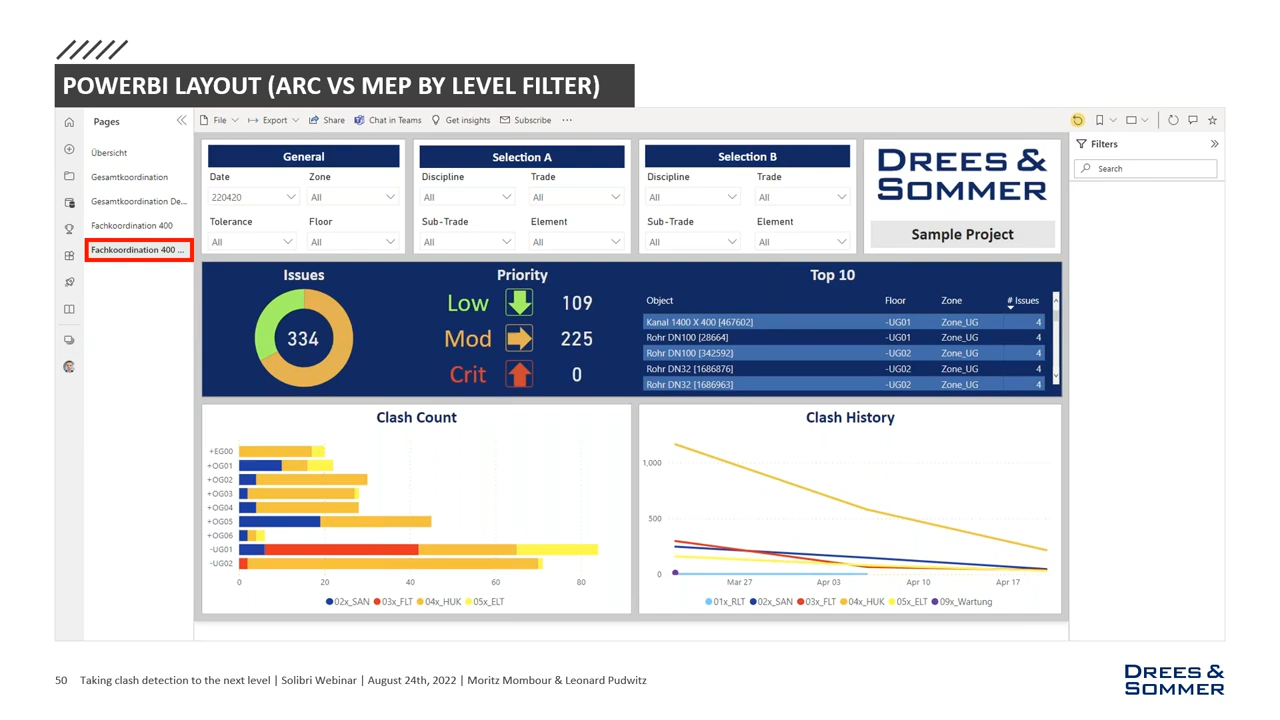 POWERBI LAYOUT (ARC VS MEP BY LEVEL FILTER)
Pages
Übersicht
Gesamtkoordination
Gesamtkoordination De...
Fachkoordination 400
Fachkoordination 400 ...
File Export Share Chat in Teams Get insights Subscribe ...
General
Date Zone
220420 All
Tolerance Floor
All All
Selection A
Discipline Trade
All All
Sub-Trade Element
All All
Selection B
Discipline Trade
All All
Sub-Trade Element
All All
DREES &
SOMMER
Sample Project
Filters
Search
Issues
334
Priority
Low 109
Mod 225
Crit 0
Top 10
Object Floor Zone # Issues
Kanal 1400 X 400 [467602] -UG01 Zone_UG 4
Rohr DN100 [28664] -UG01 Zone_UG 4
Rohr DN100 [342592] -UG02 Zone_UG 4
Rohr DN32 [1686876] -UG02 Zone_UG 4
Rohr DN32 [1686963] -UG02 Zone_UG 4
Clash Count
+EG00
+OG01
+OG02
+OG03
+OG04
+OG05
+OG06
-UG01
-UG02
0 20 40 60 80
02x_SAN 03x_FLT 04x_HUK 05x_ELT
Clash History
1,000
500
0
Mar 27 Apr 03 Apr 10 Apr 17
01x_RLT 02x_SAN 03x_FLT 04x_HUK 05x_ELT 09x_Wartung
50 Taking clash detection to the next level | Solibri Webinar | August 24th, 2022 | Moritz Mombour & Leonard Pudwitz
DREES &
SOMMER